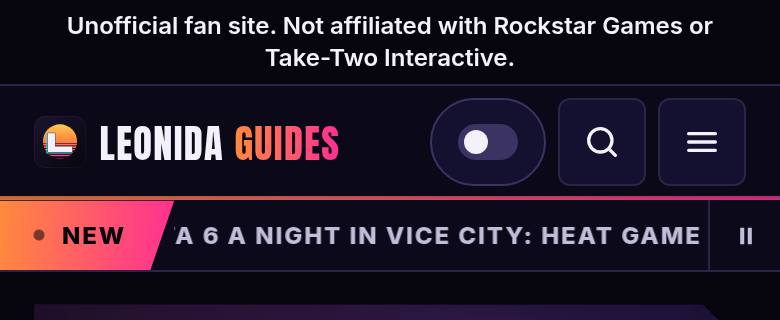 Unofficial fan site. Not affiliated with Rockstar Games or
Take-Two Interactive.
LEONIDA GUIDES
NEW
A 6 A NIGHT IN VICE CITY: HEAT GAME